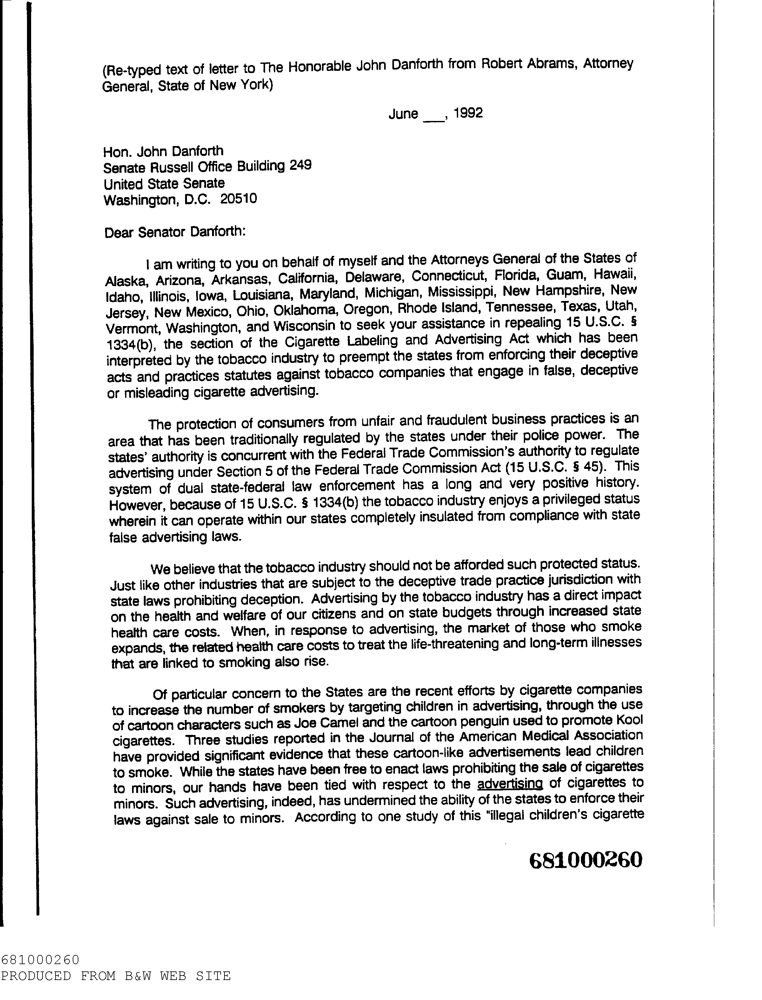 (Re-typed text of letter to The Honorable John Danforth from Robert Abrams, Attorney
General, State of New York)
June ___, 1992
Hon. John Danforth
Senate Russell Office Building 249
United State Senate
Washington, D.C. 20510
Dear Senator Danforth:
I am writing to you on behalf of myself and the Attorneys General of the States of
Alaska, Arizona, Arkansas, California, Delaware, Connecticut, Florida, Guam, Hawaii,
Idaho, Illinois, Iowa, Louisiana, Maryland, Michigan, Mississippi, New Hampshire, New
Jersey, New Mexico, Ohio, Oklahoma, Oregon, Rhode Island, Tennessee, Texas, Utah,
Vermont, Washington, and Wisconsin to seek your assistance in repealing 15 U.S.C. §
1334(b), the section of the Cigarette Labeling and Advertising Act which has been
interpreted by the tobacco industry to preempt the states from enforcing their deceptive
acts and practices statutes against tobacco companies that engage in false, deceptive
or misleading cigarette advertising.
The protection of consumers from unfair and fraudulent business practices is an
area that has been traditionally regulated by the states under their police power. The
states' authority is concurrent with the Federal Trade Commission's authority to regulate
advertising under Section 5 of the Federal Trade Commission Act (15 U.S.C. § 45). This
system of dual state-federal law enforcement has a long and very positive history.
However, because of 15 U.S.C. § 1334(b) the tobacco industry enjoys a privileged status
wherein it can operate within our states completely insulated from compliance with state
false advertising laws.
We believe that the tobacco industry should not be afforded such protected status.
Just like other industries that are subject to the deceptive trade practice jurisdiction with
state laws prohibiting deception. Advertising by the tobacco industry has a direct impact
on the health and welfare of our citizens and on state budgets through increased state
health care costs. When, in response to advertising, the market of those who smoke
expands, the related health care costs to treat the life-threatening and long-term illnesses
that are linked to smoking also rise.
Of particular concern to the States are the recent efforts by cigarette companies
to increase the number of smokers by targeting children in advertising, through the use
of cartoon characters such as Joe Camel and the cartoon penguin used to promote Kool
cigarettes. Three studies reported in the Journal of the American Medical Association
have provided significant evidence that these cartoon-like advertisements lead children
to smoke. While the states have been free to enact laws prohibiting the sale of cigarettes
to minors, our hands have been tied with respect to the advertising of cigarettes to
minors. Such advertising, indeed, has undermined the ability of the states to enforce their
laws against sale to minors. According to one study of this "illegal children's cigarette
681000260
681000260
PRODUCED FROM B&W WEB SITE